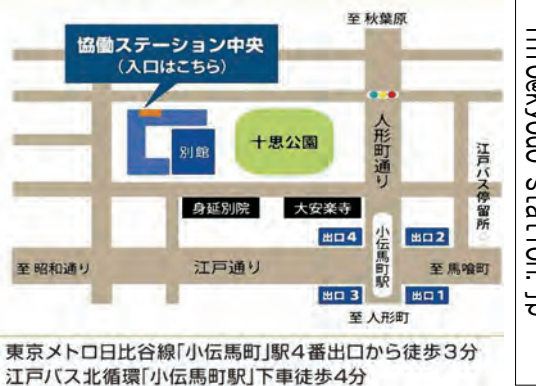 至 秋葉原
協働ステーション中央
(入口はこちら)
別館
十思公園
人形町通り
江戸バス停留所
身延別院
大安楽寺
出口4
小伝馬町駅
出口2
至 昭和通り
江戸通り
至 馬喰町
出口3
出口1
至 人形町
東京メトロ日比谷線「小伝馬町」駅4番出口から徒歩3分
江戸バス北循環「小伝馬町駅」下車徒歩4分